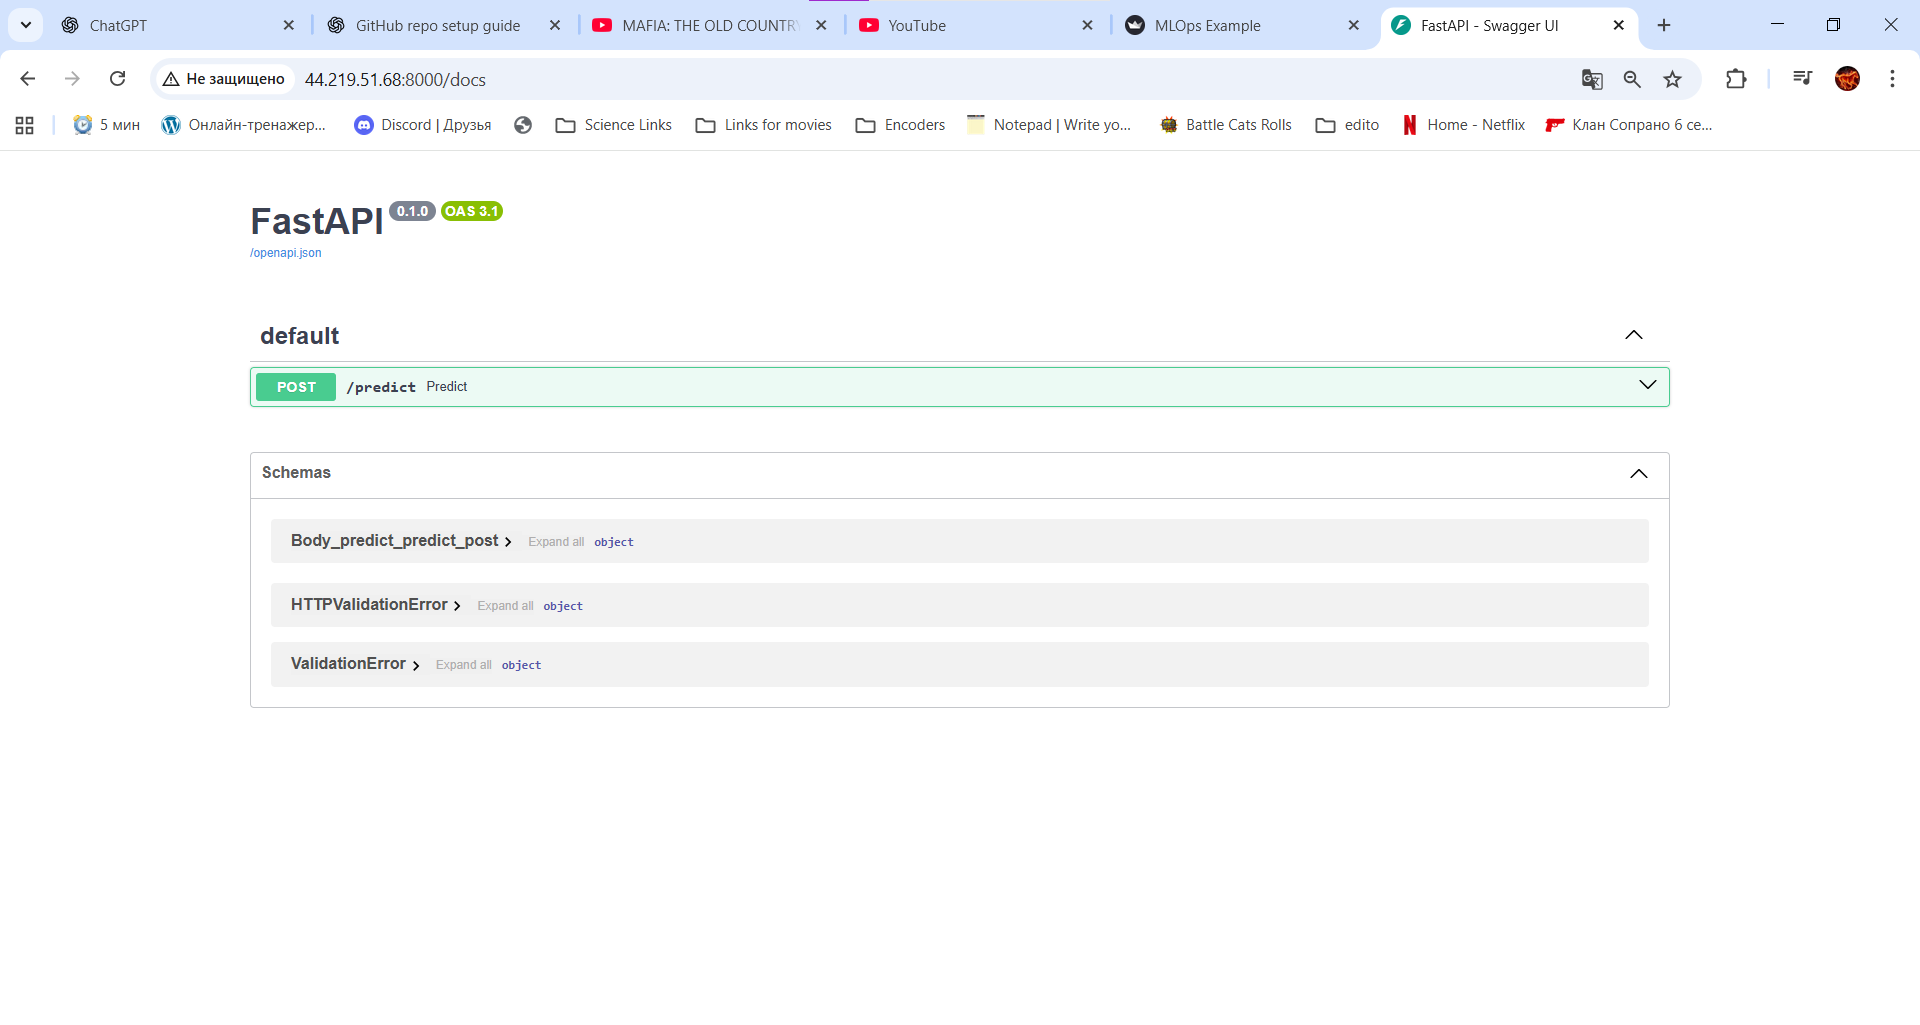 ChatGPT
GitHub repo setup guide
MAFIA: THE OLD COUNTRY
YouTube
MLOps Example
FastAPI - Swagger UI
Не защищено 44.219.51.68:8000/docs
5 мин
Онлайн-тренажер...
Discord | Друзья
Science Links
Links for movies
Encoders
Notepad | Write yo...
Battle Cats Rolls
edito
Home - Netflix
Клан Сопрано 6 се...
FastAPI 0.1.0 OAS 3.1
/openapi.json
default
POST /predict Predict
Schemas
Body_predict_predict_post Expand all object
HTTPValidationError Expand all object
ValidationError Expand all object